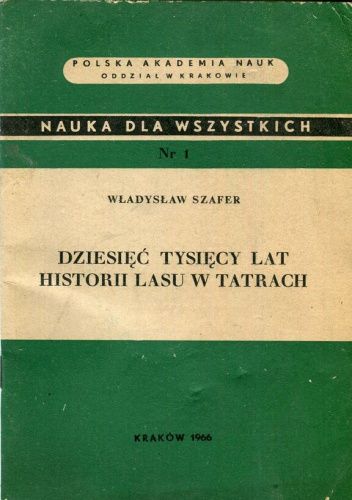 POLSKA AKADEMIA NAUK
ODDZIAŁ W KRAKOWIE
NAUKA DLA WSZYSTKICH
Nr 1
WŁADYSŁAW SZAFER
DZIESIĘĆ TYSIĘCY LAT
HISTORII LASU W TATRACH
KRAKÓW 1966